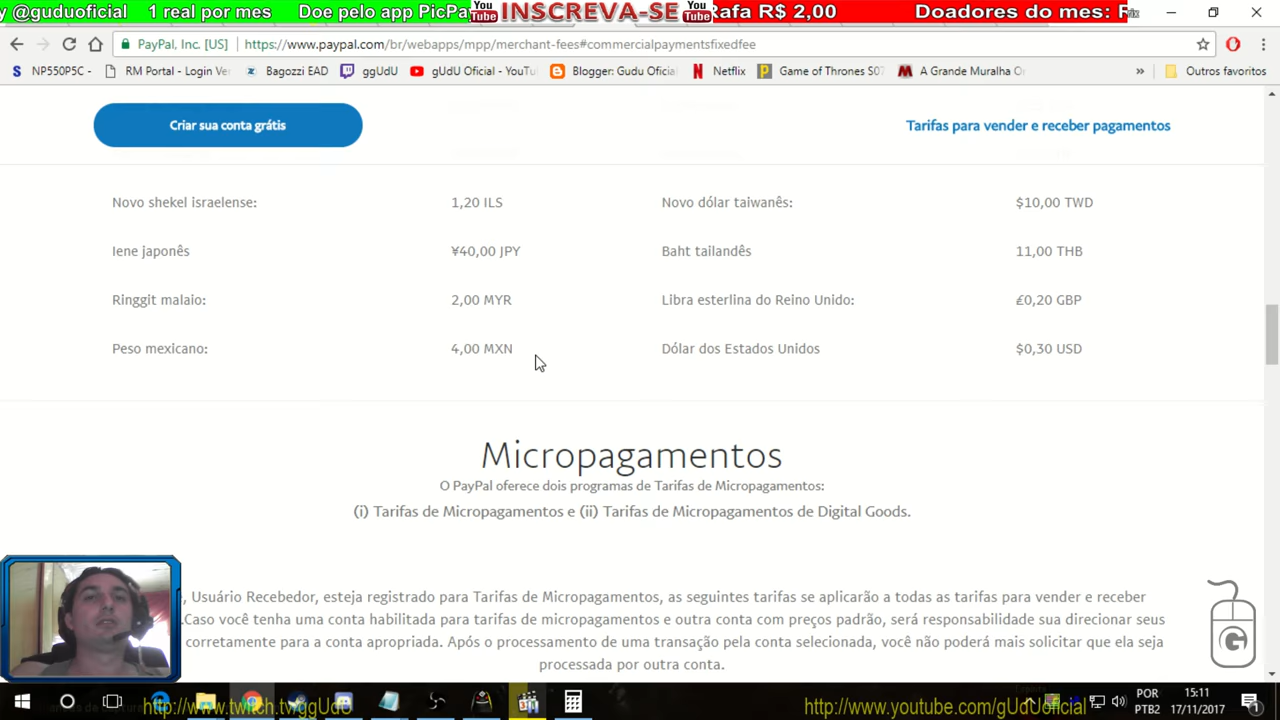 y @guduoficial 1 real por mes Doe pelo app PicPa You Tube INSCREVA-SE You Tube Rafa R$ 2,00 Doadores do mes: R
PayPal, Inc. [US] https://www.paypal.com/br/webapps/mpp/merchant-fees#commercialpaymentsfixedfee
NP550P5C - RM Portal - Login Ve Bagozzi EAD ggUdU gUdU Oficial - YouTu Blogger: Gudu Oficia Netflix Game of Thrones S07 A Grande Muralha O » Outros favoritos
Criar sua conta grátis Tarifas para vender e receber pagamentos
Novo shekel israelense: 1,20 ILS Novo dólar taiwanês: $10,00 TWD
Iene japonês ¥40,00 JPY Baht tailandês 11,00 THB
Ringgit malaio: 2,00 MYR Libra esterlina do Reino Unido: £0,20 GBP
Peso mexicano: 4,00 MXN Dólar dos Estados Unidos $0,30 USD
Micropagamentos
O PayPal oferece dois programas de Tarifas de Micropagamentos:
(i) Tarifas de Micropagamentos e (ii) Tarifas de Micropagamentos de Digital Goods.
, Usuário Recebedor, esteja registrado para Tarifas de Micropagamentos, as seguintes tarifas se aplicarão a todas as tarifas para vender e receber
.Caso você tenha uma conta habilitada para tarifas de micropagamentos e outra conta com preços padrão, será responsabilidade sua direcionar seus
corretamente para a conta apropriada. Após o processamento de uma transação pela conta selecionada, você não poderá mais solicitar que ela seja
processada por outra conta.
G
http://www.twitch.tv/ggUdU http://www.youtube.com/gUdUoficial
POR 15:11
PTB2 17/11/2017 1